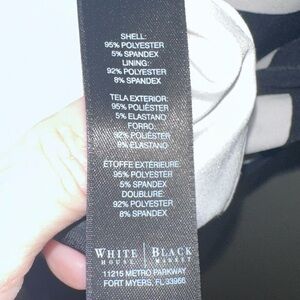 SHELL:
95% POLYESTER
5% SPANDEX
LINING:
92% POLYESTER
8% SPANDEX
TELA EXTERIOR:
95% POLIÉSTER
5% ELASTANO
FORRO:
92% POLIÉSTER
8% ELASTANO
ÉTOFFE EXTÉRIEURE:
95% POLYESTER
5% SPANDEX
DOUBLURE:
92% POLYESTER
8% SPANDEX
WHITE | BLACK
HOUSE | MARKET
11215 METRO PARKWAY
FORT MYERS, FL 33966